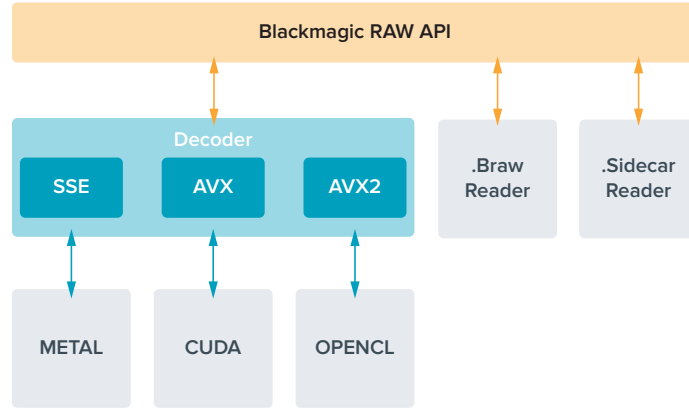 Blackmagic RAW API
Decoder
SSE
AVX
AVX2
.Braw
Reader
.Sidecar
Reader
METAL
CUDA
OPENCL